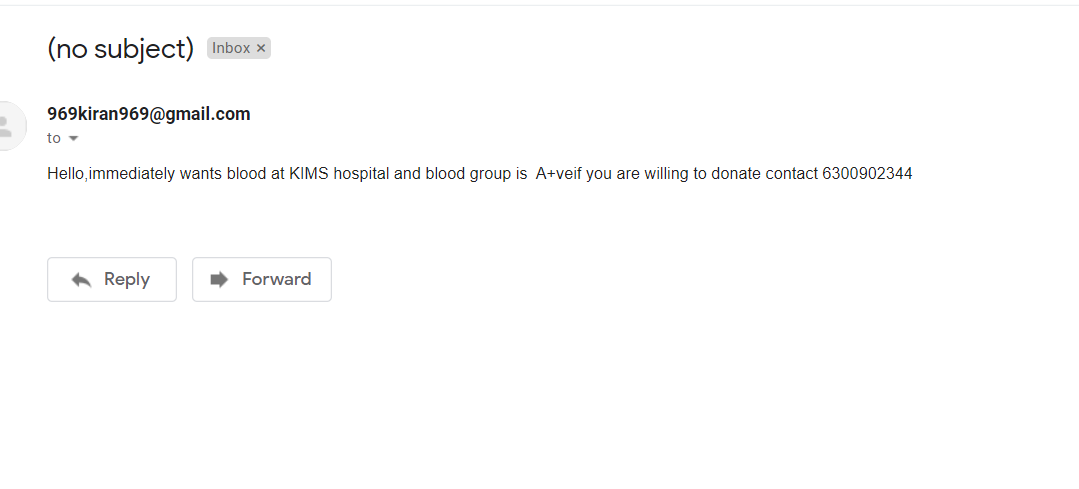 (no subject) Inbox ×
969kiran969@gmail.com
to
Hello,immediately wants blood at KIMS hospital and blood group is  A+veif you are willing to donate contact 6300902344
Reply Forward